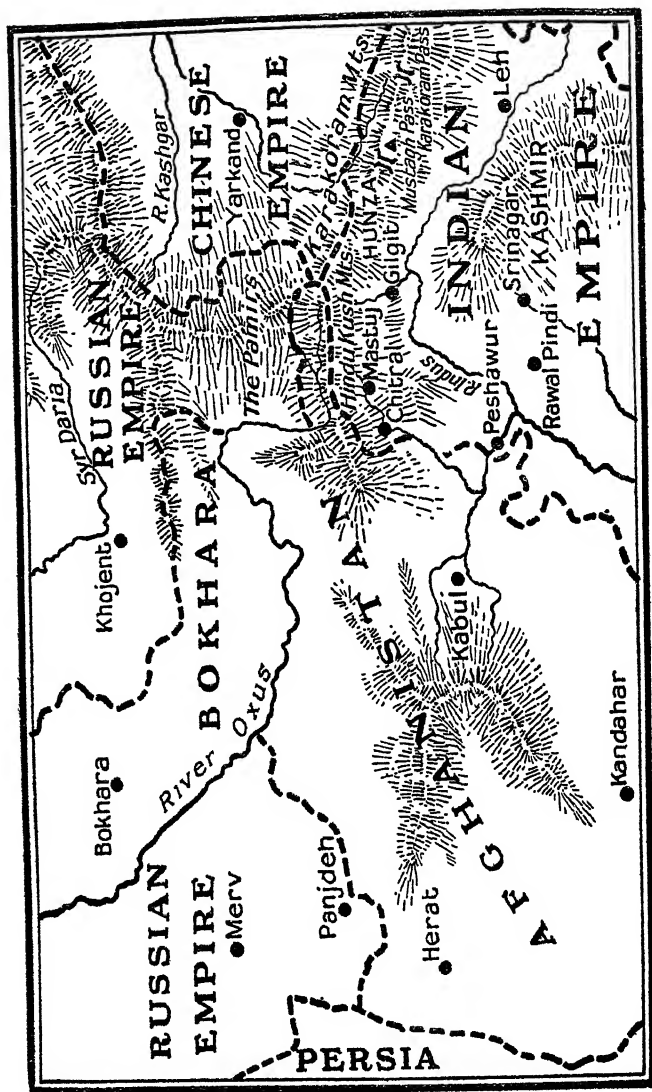 RUSSIAN
EMPIRE
Merv
Bokhara
River Oxus
Khojent
Syr Daria
RUSSIAN
EMPIRE
R. Kashgar
CHINESE
EMPIRE
Yarkand
BOKHARA
The Pamirs
Karakoram Mts.
Panjdeh
PERSIA
Herat
AFGHANISTAN
Hindu Kush Mts.
HUNZA
Mustagh Pass
Karakoram Pass
Mastuj
Chitral
Gilgit
R Indus
Kabul
Peshawur
Rawal Pindi
INDIAN
EMPIRE
Leh
Srinagar
KASHMIR
Kandahar